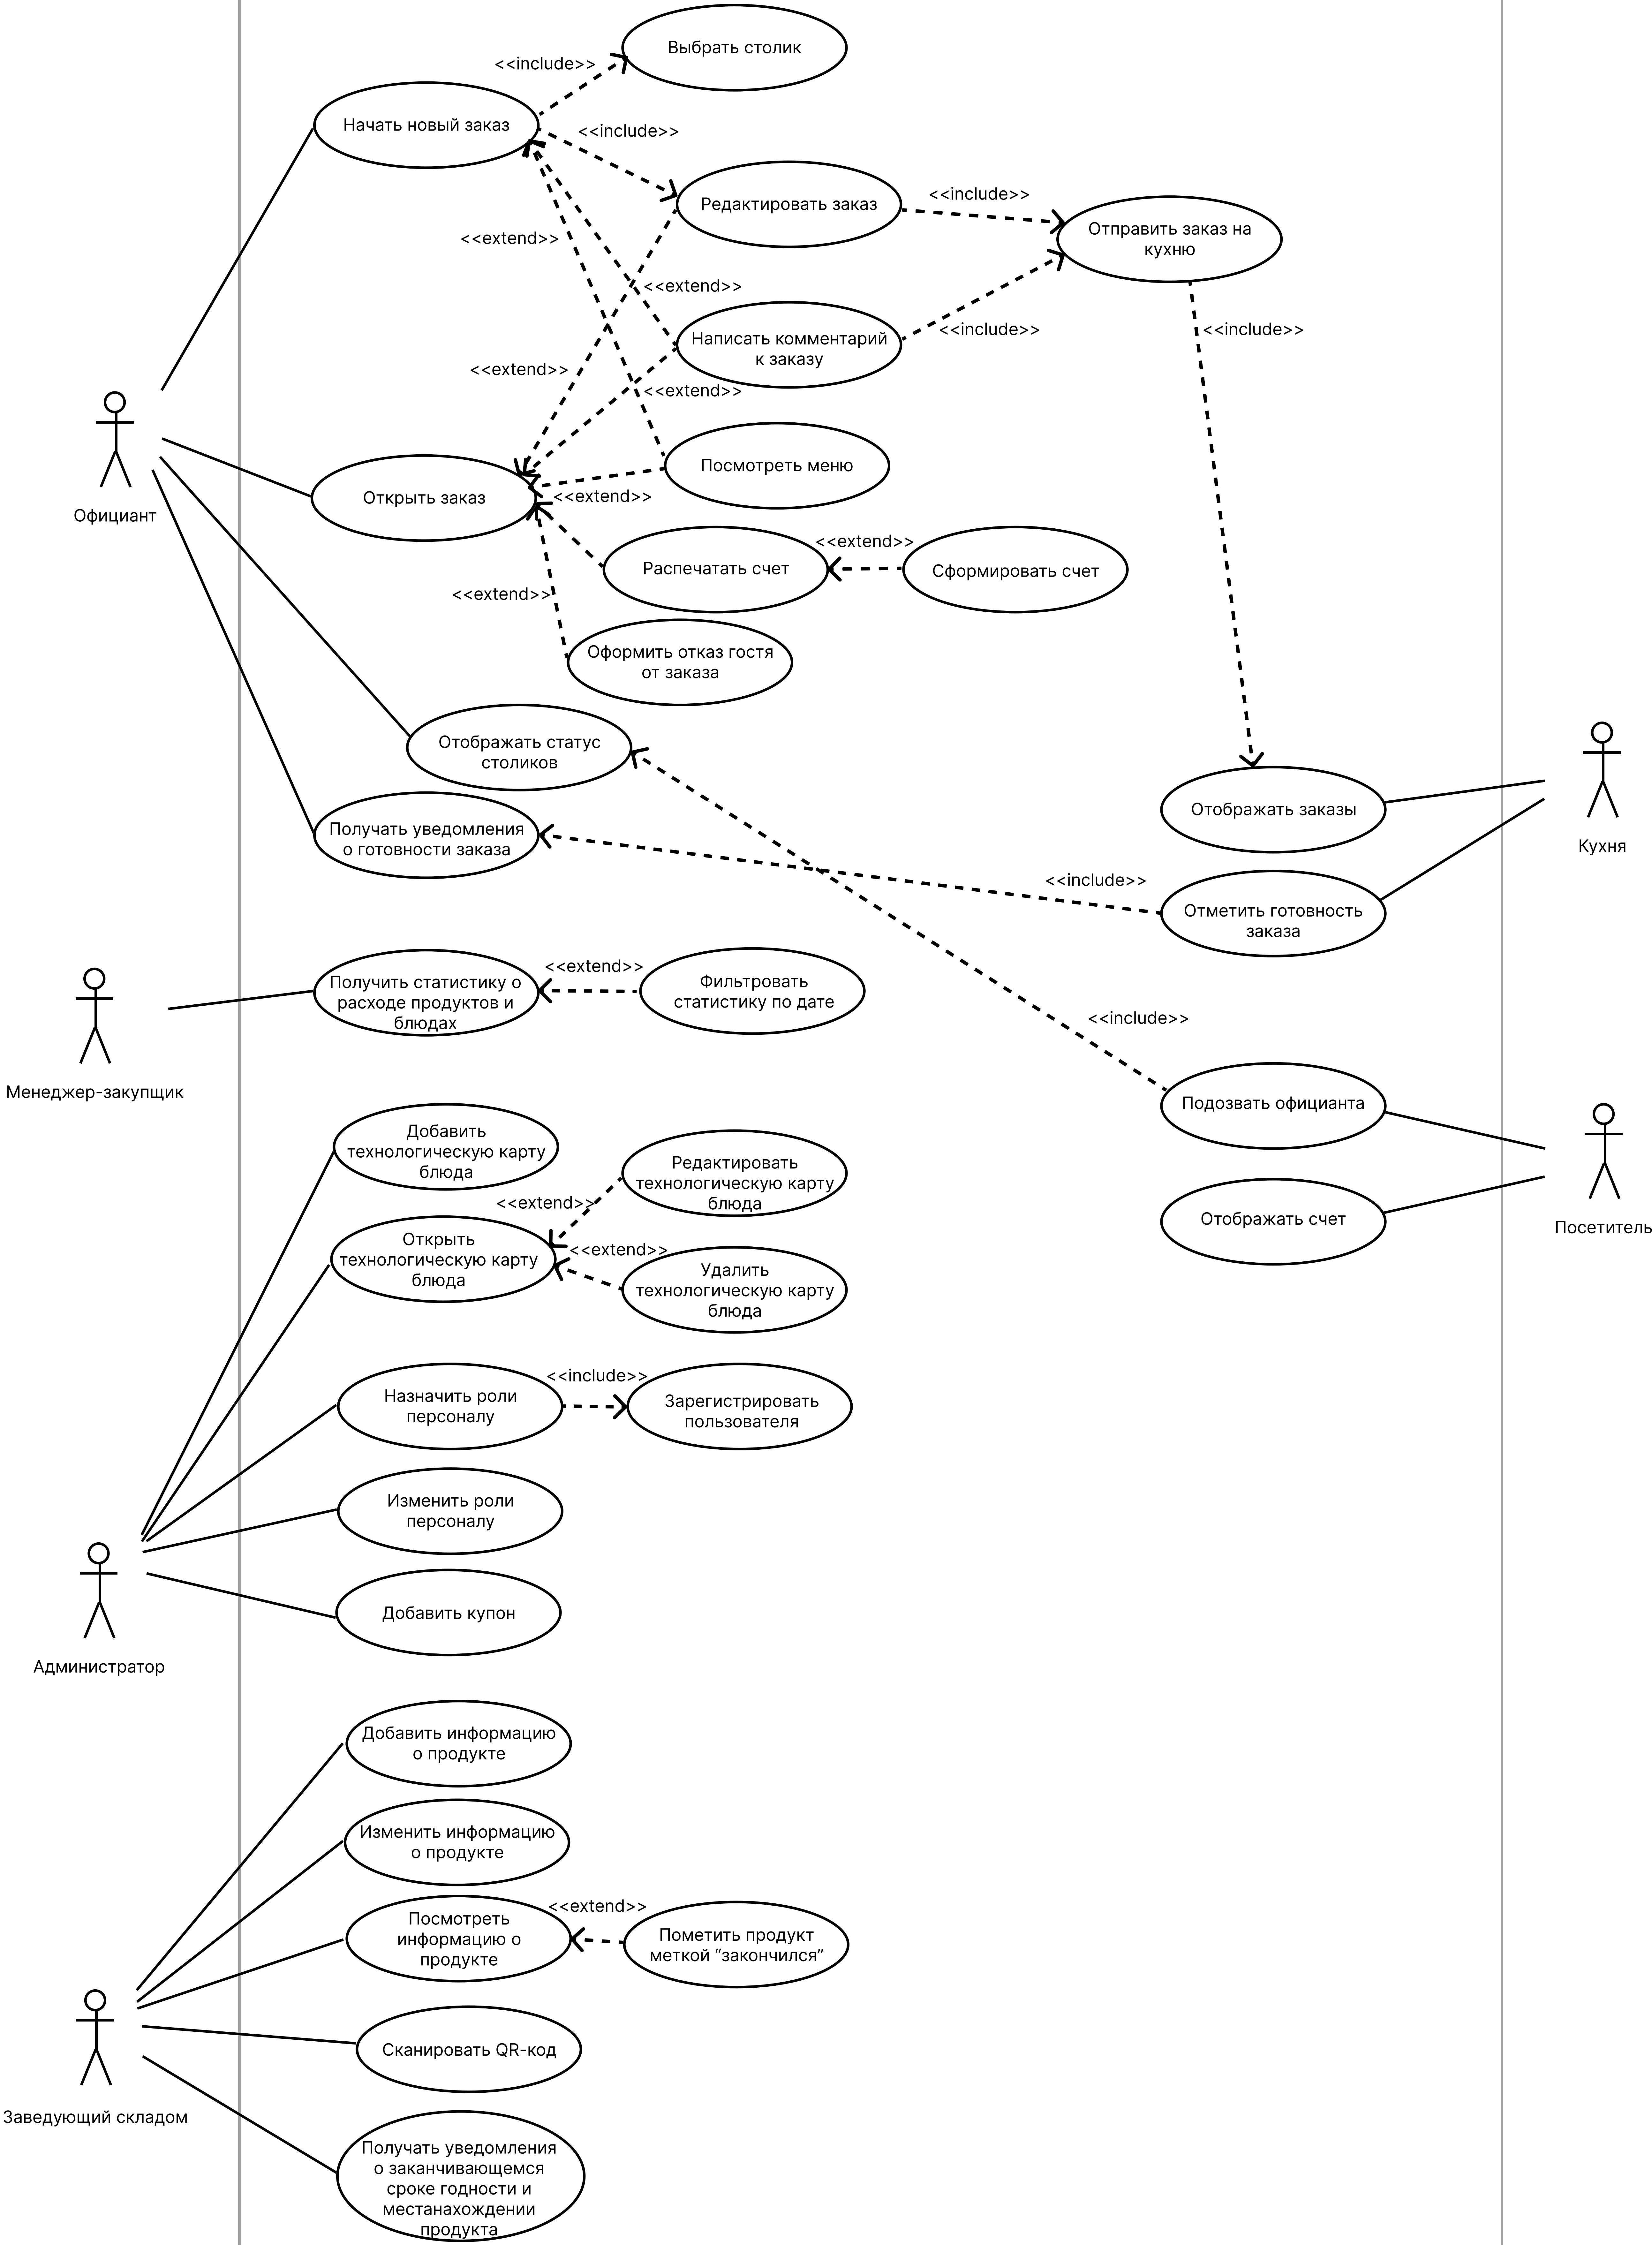 Выбрать столик
<<include>>
Начать новый заказ
<<include>>
Редактировать заказ
<<include>>
Отправить заказ на
кухню
<<extend>>
<<extend>>
Написать комментарий
к заказу
<<include>>
<<include>>
<<extend>>
<<extend>>
Посмотреть меню
Открыть заказ
<<extend>>
Официант
<<extend>>
Распечатать счет
Сформировать счет
<<extend>>
Оформить отказ гостя
от заказа
Отображать статус
столиков
Получать уведомления
о готовности заказа
Отображать заказы
Кухня
<<include>>
Отметить готовность
заказа
Получить статистику о
расходе продуктов и
блюдах
<<extend>>
Фильтровать
статистику по дате
<<include>>
Менеджер-закупщик
Подозвать официанта
Добавить
технологическую карту
блюда
Редактировать
технологическую карту
блюда
<<extend>>
Отображать счет
Посетитель
Открыть
технологическую карту
блюда
<<extend>>
Удалить
технологическую карту
блюда
<<include>>
Назначить роли
персоналу
Зарегистрировать
пользователя
Изменить роли
персоналу
Добавить купон
Администратор
Добавить информацию
о продукте
Изменить информацию
о продукте
<<extend>>
Посмотреть
информацию о
продукте
Пометить продукт
меткой “закончился”
Сканировать QR-код
Заведующий складом
Получать уведомления
о заканчивающемся
сроке годности и
местанахождении
продукта